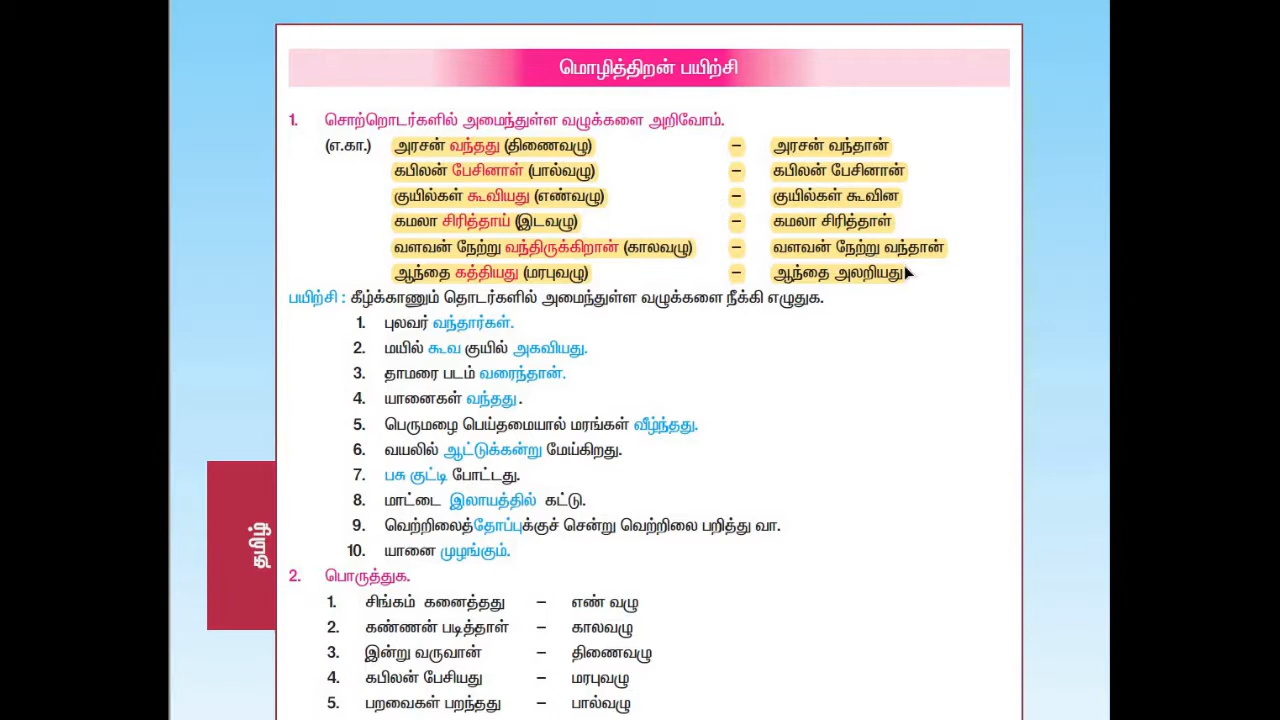 மொழித்திறன் பயிற்சி
1. சொற்றொடர்களில் அமைந்துள்ள வழுக்களை அறிவோம்.
(எ.கா.) அரசன் வந்தது (திணைவழு) – அரசன் வந்தான்
கபிலன் பேசினாள் (பால்வழு) – கபிலன் பேசினான்
குயில்கள் கூவியது (எண்வழு) – குயில்கள் கூவின
கமலா சிரித்தாய் (இடவழு) – கமலா சிரித்தாள்
வளவன் நேற்று வந்திருக்கிறான் (காலவழு) – வளவன் நேற்று வந்தான்
ஆந்தை கத்தியது (மரபுவழு) – ஆந்தை அலறியது
பயிற்சி : கீழ்க்காணும் தொடர்களில் அமைந்துள்ள வழுக்களை நீக்கி எழுதுக.
1. புலவர் வந்தார்கள்.
2. மயில் கூவ குயில் அகவியது.
3. தாமரை படம் வரைந்தான்.
4. யானைகள் வந்தது.
5. பெருமழை பெய்தமையால் மரங்கள் வீழ்ந்தது.
6. வயலில் ஆட்டுக்கன்று மேய்கிறது.
7. பசு குட்டி போட்டது.
8. மாட்டை இலாயத்தில் கட்டு.
9. வெற்றிலைத்தோப்புக்குச் சென்று வெற்றிலை பறித்து வா.
10. யானை முழங்கும்.
தமிழ்
2. பொருத்துக.
1. சிங்கம் கனைத்தது – எண் வழு
2. கண்ணன் படித்தாள் – காலவழு
3. இன்று வருவான் – திணைவழு
4. கபிலன் பேசியது – மரபுவழு
5. பறவைகள் பறந்தது – பால்வழு